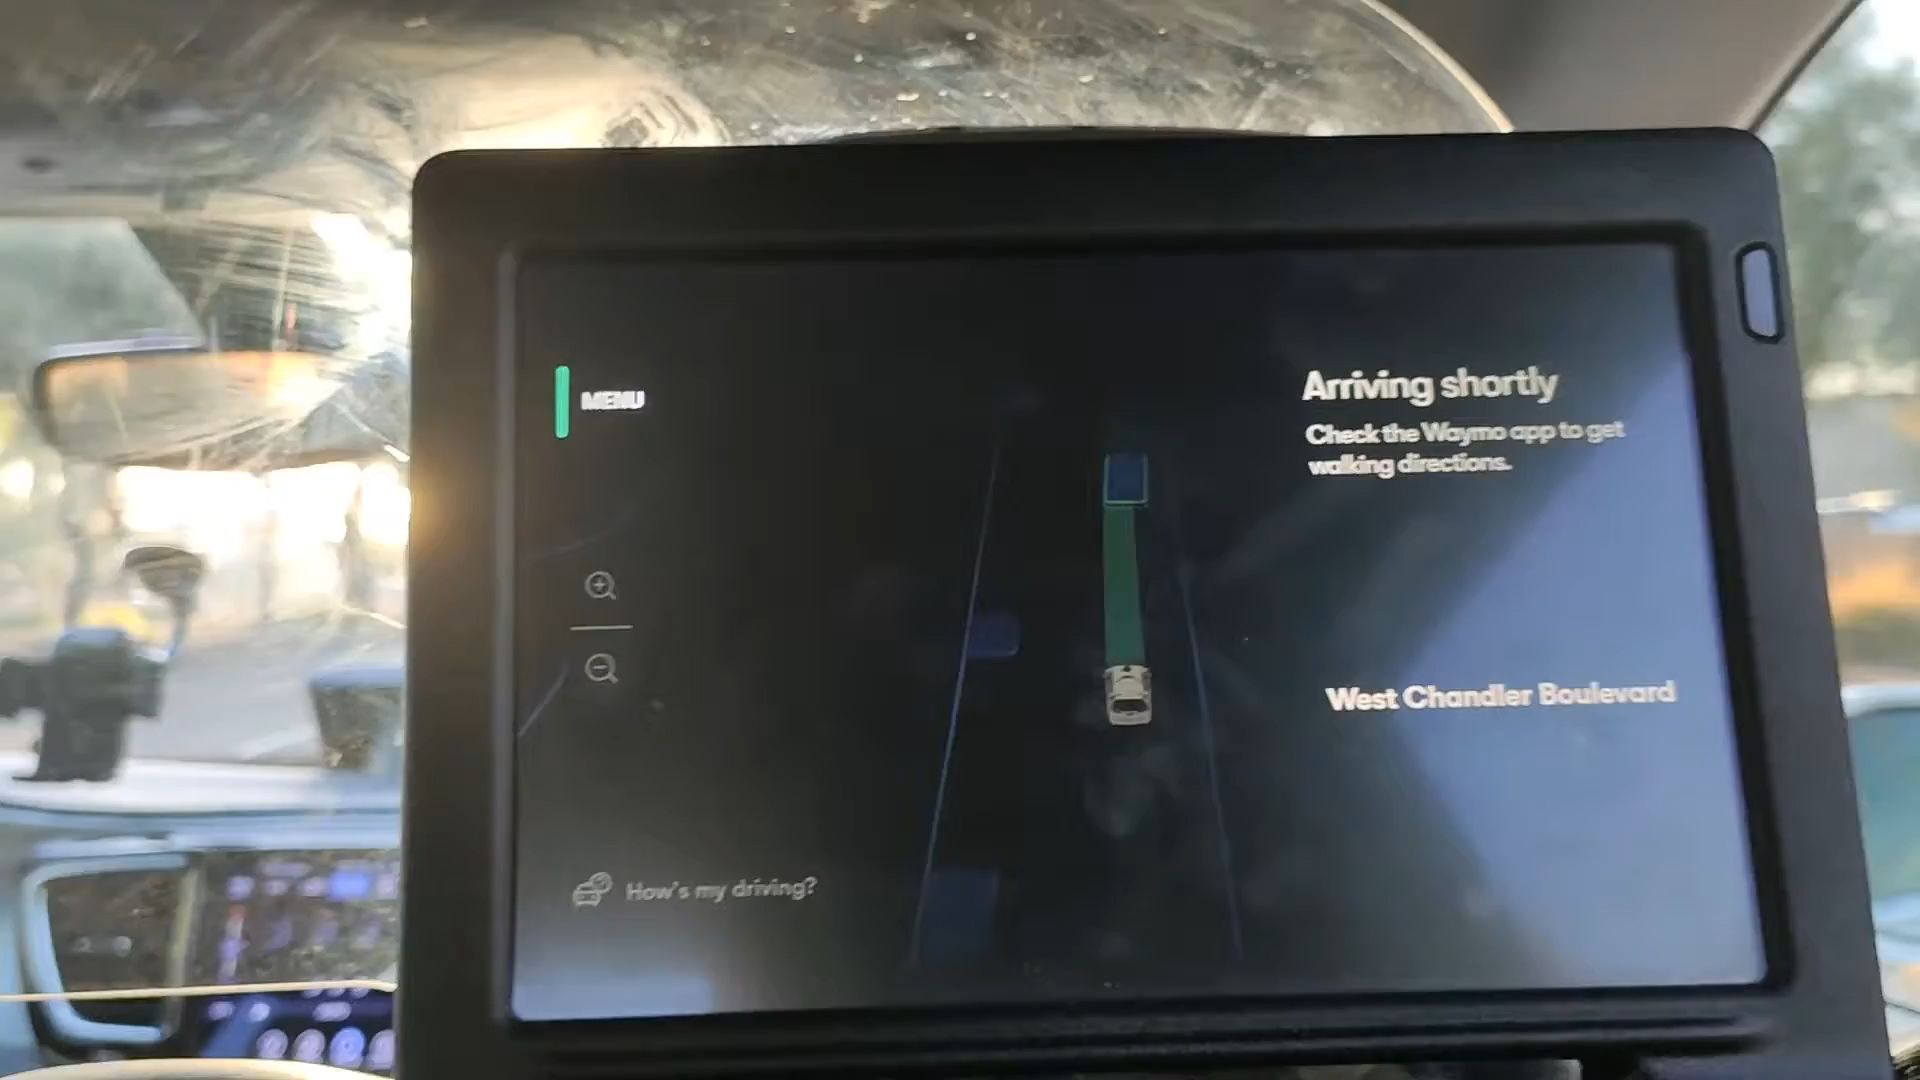 MENU
Arriving shortly
Check the Waymo app to get
walking directions.
West Chandler Boulevard
How's my driving?